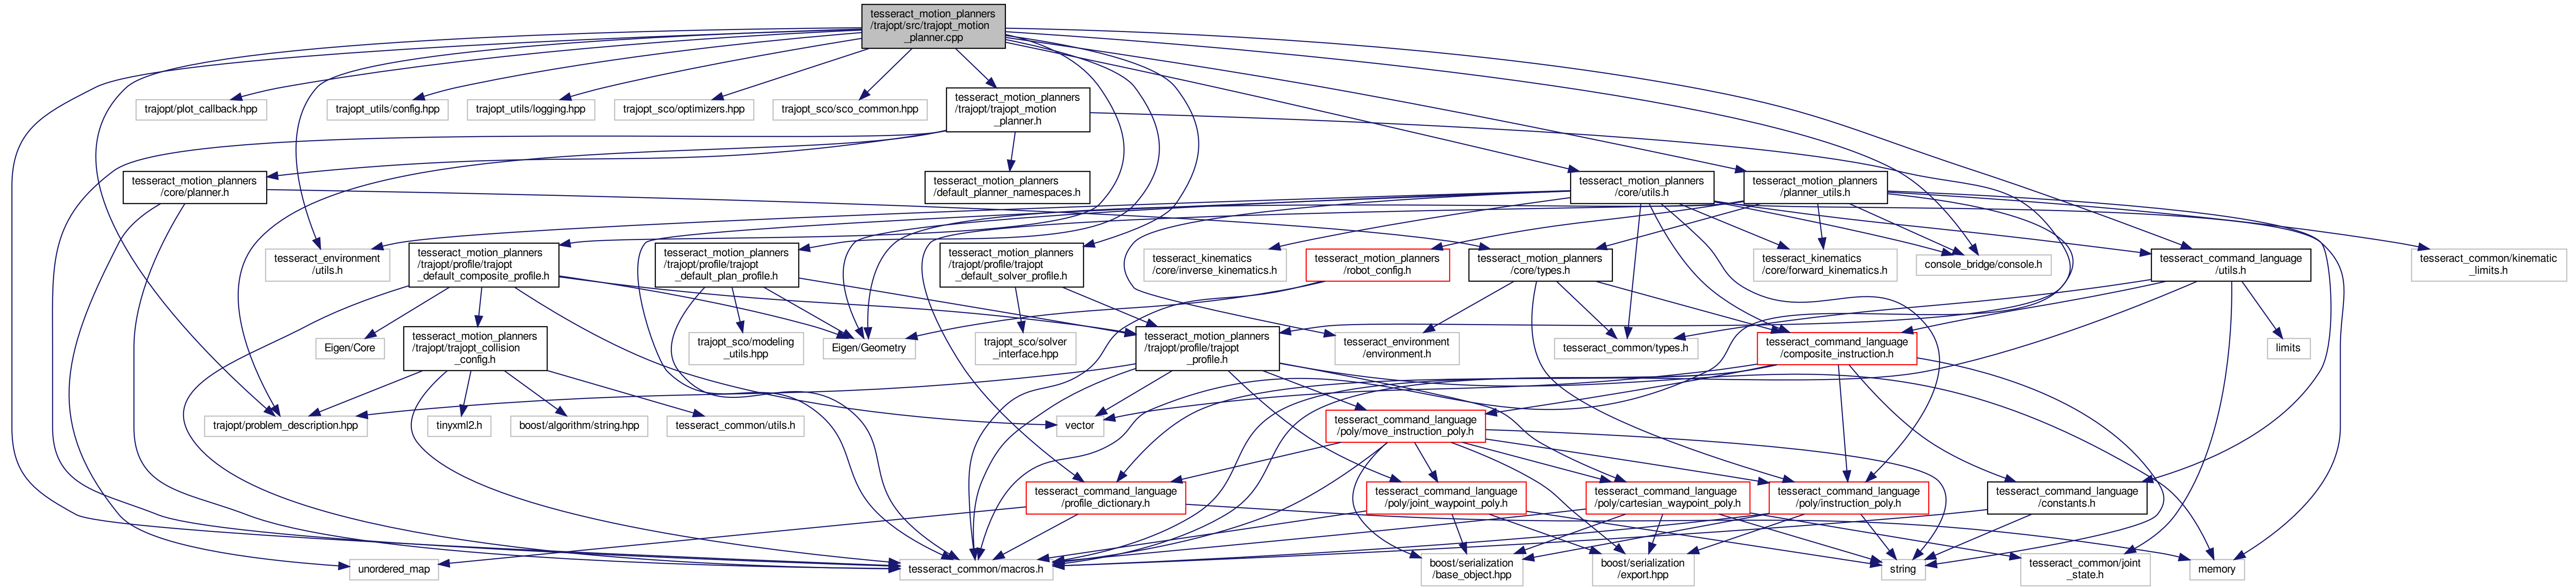 tesseract_motion_planners
/trajopt/src/trajopt_motion
_planner.cpp
trajopt/plot_callback.hpp
trajopt_utils/config.hpp
trajopt_utils/logging.hpp
trajopt_sco/optimizers.hpp
trajopt_sco/sco_common.hpp
tesseract_motion_planners
/trajopt/trajopt_motion
_planner.h
tesseract_motion_planners
/core/planner.h
tesseract_motion_planners
/default_planner_namespaces.h
tesseract_motion_planners
/core/utils.h
tesseract_motion_planners
/planner_utils.h
tesseract_environment
/utils.h
tesseract_motion_planners
/trajopt/profile/trajopt
_default_composite_profile.h
tesseract_motion_planners
/trajopt/profile/trajopt
_default_plan_profile.h
tesseract_motion_planners
/trajopt/profile/trajopt
_default_solver_profile.h
tesseract_kinematics
/core/inverse_kinematics.h
tesseract_motion_planners
/robot_config.h
tesseract_motion_planners
/core/types.h
tesseract_kinematics
/core/forward_kinematics.h
console_bridge/console.h
tesseract_command_language
/utils.h
tesseract_common/kinematic
_limits.h
Eigen/Core
tesseract_motion_planners
/trajopt/trajopt_collision
_config.h
trajopt_sco/modeling
_utils.hpp
Eigen/Geometry
trajopt_sco/solver
_interface.hpp
tesseract_motion_planners
/trajopt/profile/trajopt
_profile.h
tesseract_environment
/environment.h
tesseract_common/types.h
tesseract_command_language
/composite_instruction.h
limits
trajopt/problem_description.hpp
tinyxml2.h
boost/algorithm/string.hpp
tesseract_common/utils.h
vector
tesseract_command_language
/poly/move_instruction_poly.h
tesseract_command_language
/profile_dictionary.h
tesseract_command_language
/poly/joint_waypoint_poly.h
tesseract_command_language
/poly/cartesian_waypoint_poly.h
tesseract_command_language
/poly/instruction_poly.h
tesseract_command_language
/constants.h
unordered_map
tesseract_common/macros.h
boost/serialization
/base_object.hpp
boost/serialization
/export.hpp
string
tesseract_common/joint
_state.h
memory